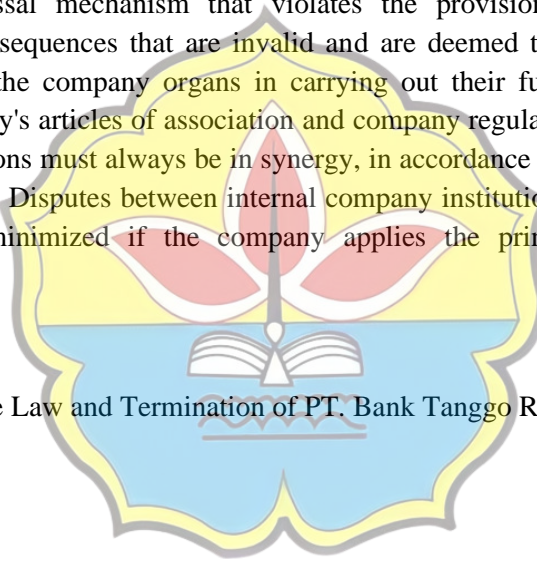 ssal mechanism that violates the provision
sequences that are invalid and are deemed t
the company organs in carrying out their fu
y's articles of association and company regula
ons must always be in synergy, in accordance
Disputes between internal company institutio
minimized if the company applies the prin
e Law and Termination of PT. Bank Tanggo R